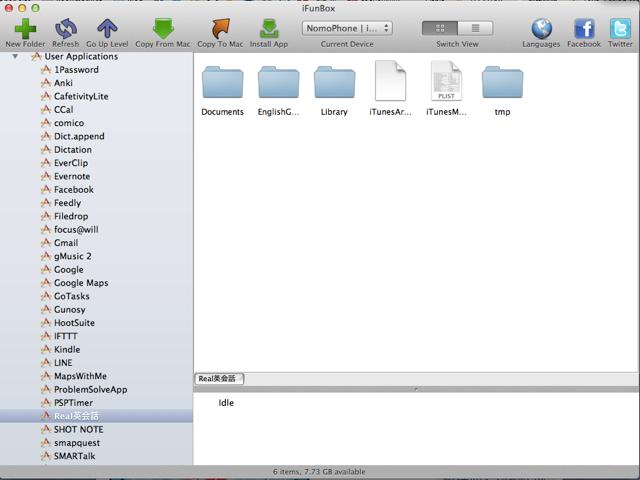 iFunBox
New Folder
Refresh
Go Up Level
Copy From Mac
Copy To Mac
Install App
NomoPhone | i...
Current Device
Switch View
Languages
Facebook
Twitter
User Applications
1Password
Anki
CafetivityLite
CCal
comico
Dict.append
Dictation
EverClip
Evernote
Facebook
Feedly
Filedrop
focus@will
Gmail
gMusic 2
Google
Google Maps
GoTasks
Gunosy
HootSuite
IFTTT
Kindle
LINE
MapsWithMe
ProblemSolveApp
PSPTimer
Real英会話
SHOT NOTE
smapquest
SMARTalk
Documents
EnglishG...
Library
iTunesAr...
PLIST
iTunesM...
tmp
Real英会話
Idle
6 items, 7.73 GB available